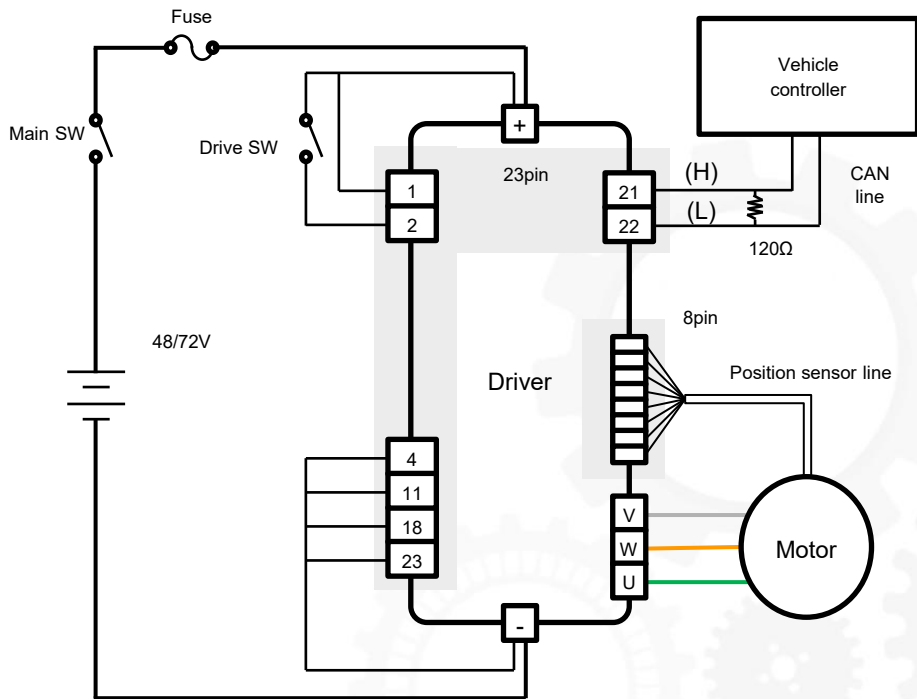 Fuse
Vehicle
controller
Main SW
Drive SW
+
23pin
(H)
CAN
line
1
21
(L)
2
22
120Ω
48/72V
8pin
Driver
Position sensor line
4
11
18
23
V
W
U
Motor
-